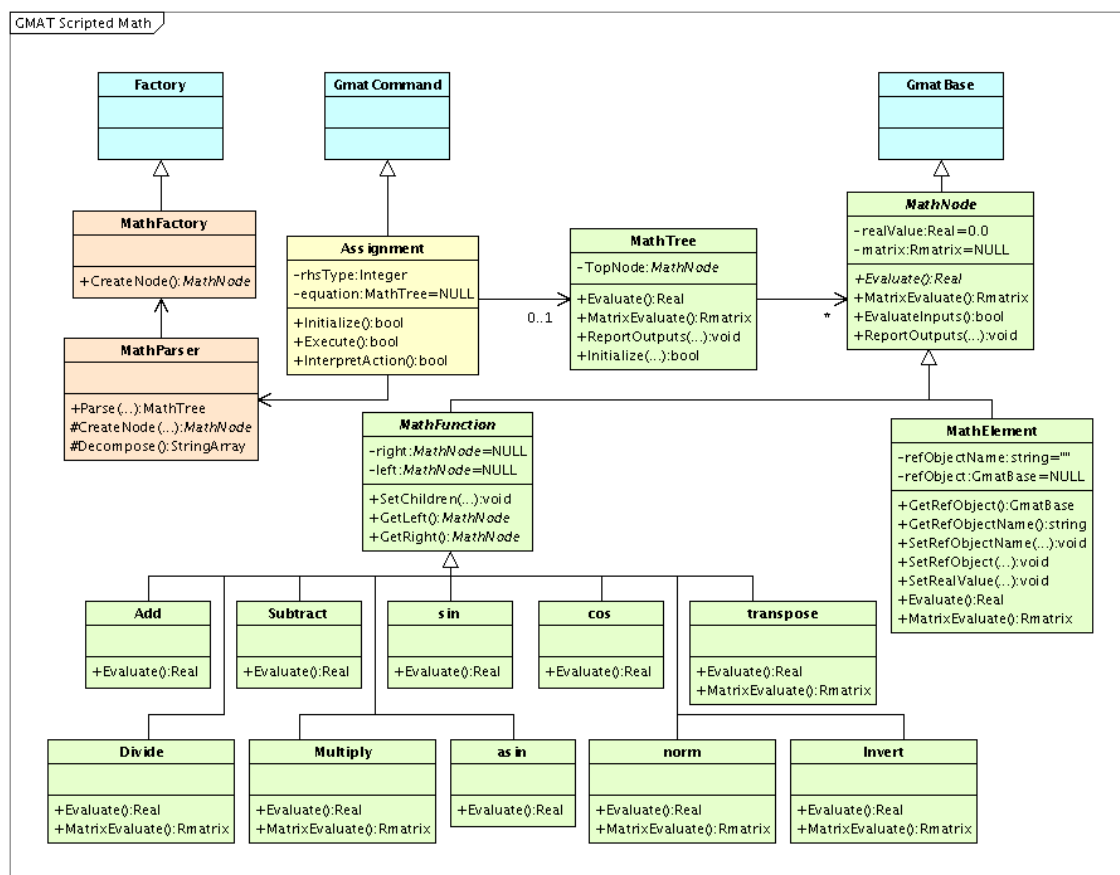 GMAT Scripted Math
Factory
GmatCommand
GmatBase
MathFactory
+CreateNode():MathNode
MathParser
+Parse(...):MathTree
#CreateNode(...):MathNode
#Decompose():StringArray
Assignment
-rhsType:Integer
-equation:MathTree=NULL
+Initialize():bool
+Execute():bool
+InterpretAction():bool
0..1
MathTree
-TopNode:MathNode
+Evaluate():Real
+MatrixEvaluate():Rmatrix
+ReportOutputs(...):void
+Initialize(...):bool
*
MathNode
-realValue:Real=0.0
-matrix:Rmatrix=NULL
+Evaluate():Real
+MatrixEvaluate():Rmatrix
+EvaluateInputs():bool
+ReportOutputs(...):void
MathFunction
-right:MathNode=NULL
-left:MathNode=NULL
+SetChildren(...):void
+GetLeft():MathNode
+GetRight():MathNode
MathElement
-refObjectName:string=""
-refObject:GmatBase=NULL
+GetRefObject():GmatBase
+GetRefObjectName():string
+SetRefObjectName(...):void
+SetRefObject(...):void
+SetRealValue(...):void
+Evaluate():Real
+MatrixEvaluate():Rmatrix
Add
+Evaluate():Real
Subtract
+Evaluate():Real
sin
+Evaluate():Real
cos
+Evaluate():Real
transpose
+Evaluate():Real
+MatrixEvaluate():Rmatrix
Divide
+Evaluate():Real
+MatrixEvaluate():Rmatrix
Multiply
+Evaluate():Real
+MatrixEvaluate():Rmatrix
asin
+Evaluate():Real
norm
+Evaluate():Real
+MatrixEvaluate():Rmatrix
Invert
+Evaluate():Real
+MatrixEvaluate():Rmatrix